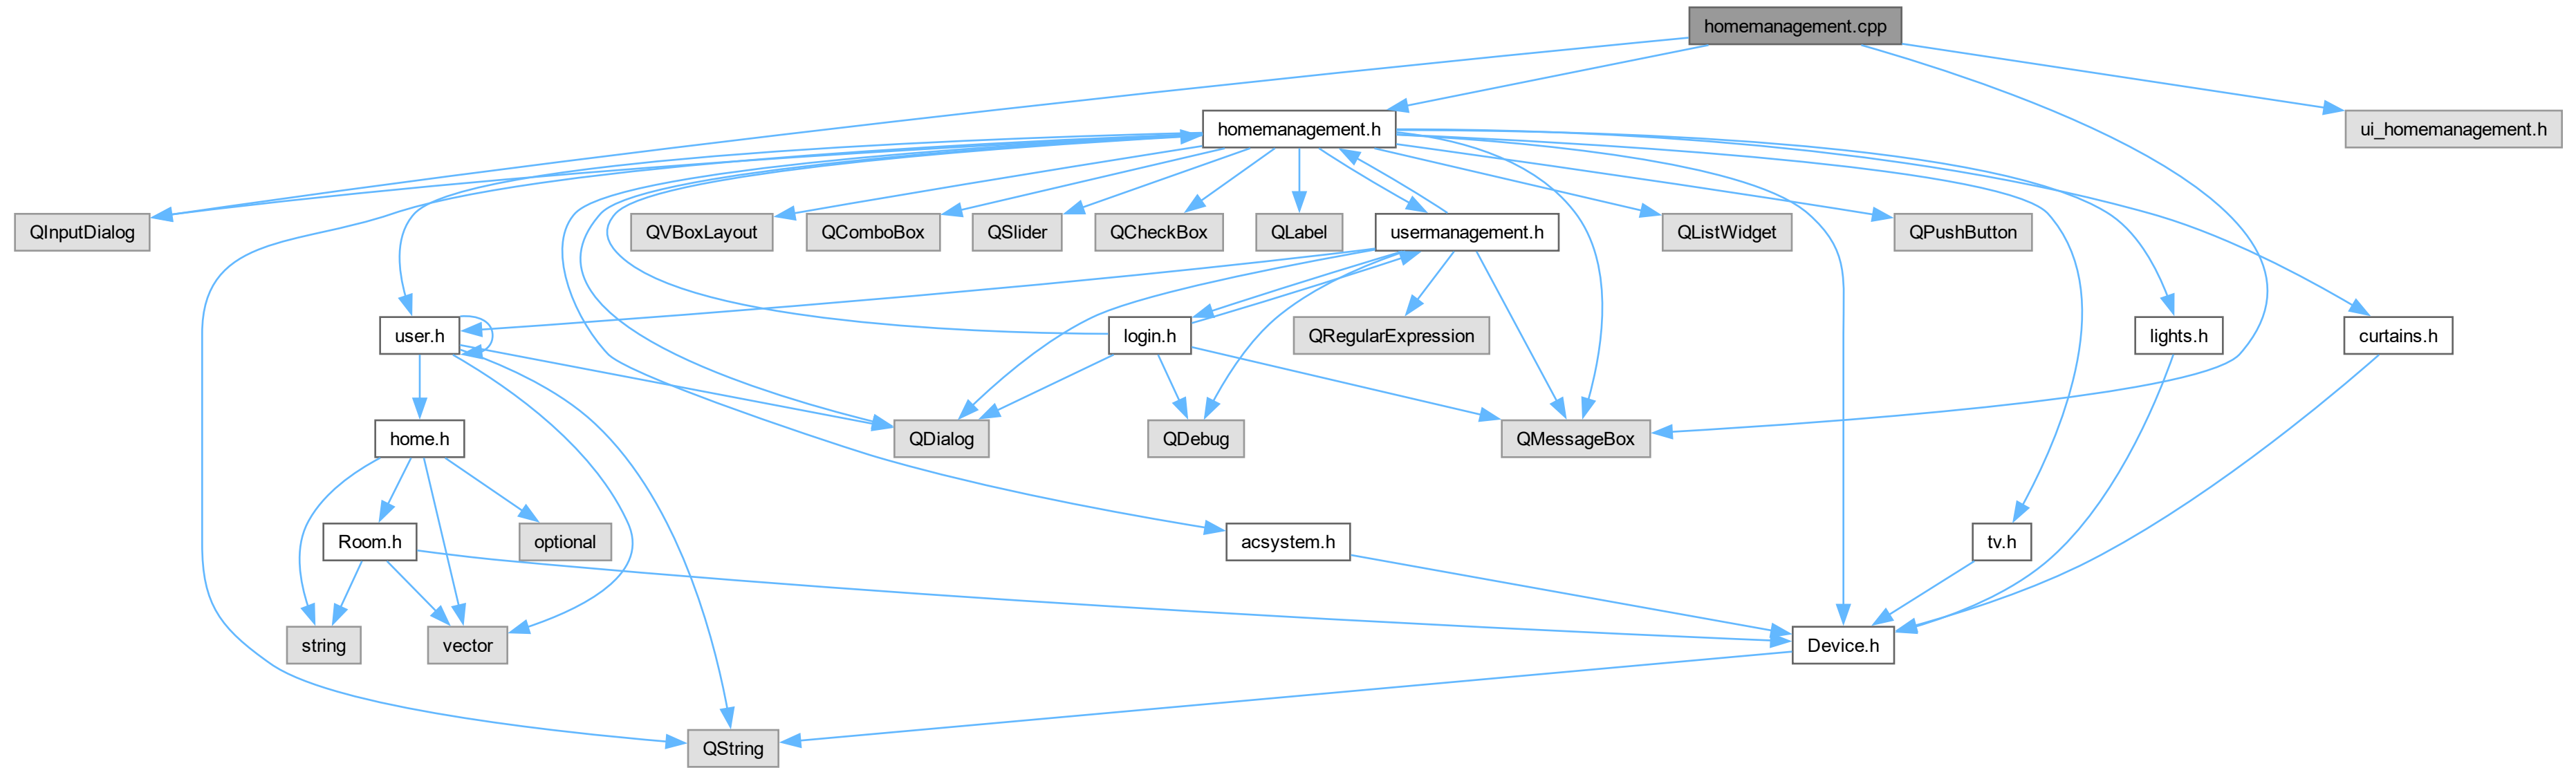 homemanagement.cpp
homemanagement.h
ui_homemanagement.h
QInputDialog
QVBoxLayout
QComboBox
QSlider
QCheckBox
QLabel
usermanagement.h
QListWidget
QPushButton
user.h
login.h
QRegularExpression
lights.h
curtains.h
home.h
QDialog
QDebug
QMessageBox
Room.h
optional
acsystem.h
tv.h
string
vector
Device.h
QString